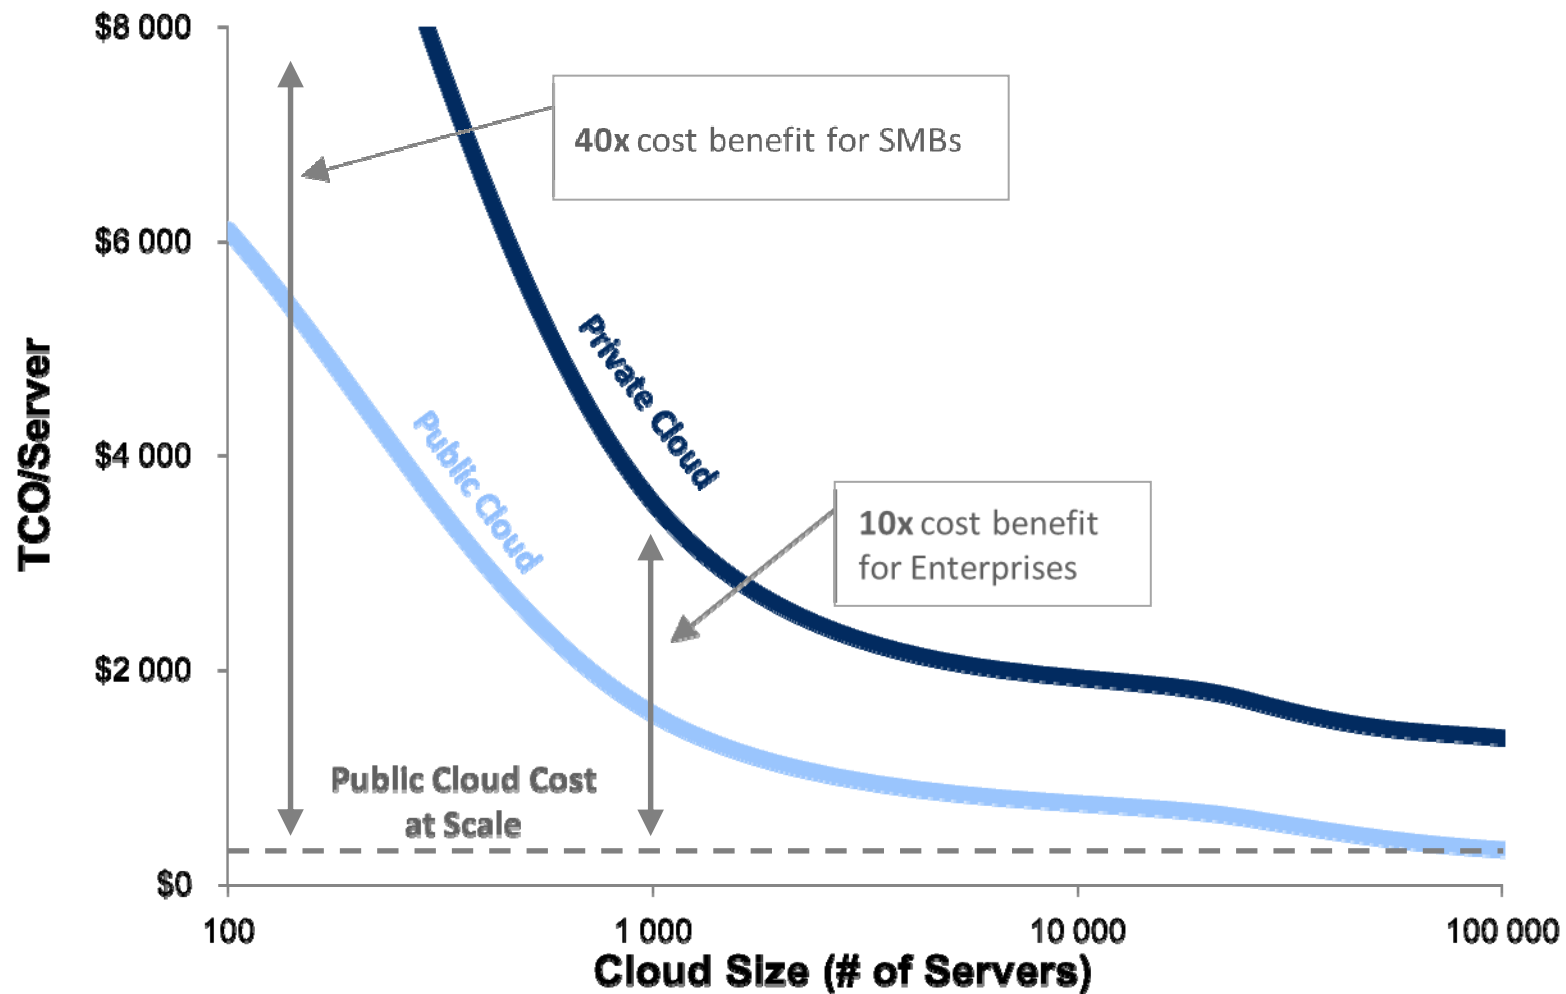 $8 000
40x cost benefit for SMBs
$6 000
Private Cloud
TCO/Server
Public Cloud
$4 000
10x cost benefit
for Enterprises
$2 000
Public Cloud Cost
at Scale
$0
100
1 000
10 000
100 000
Cloud Size (# of Servers)